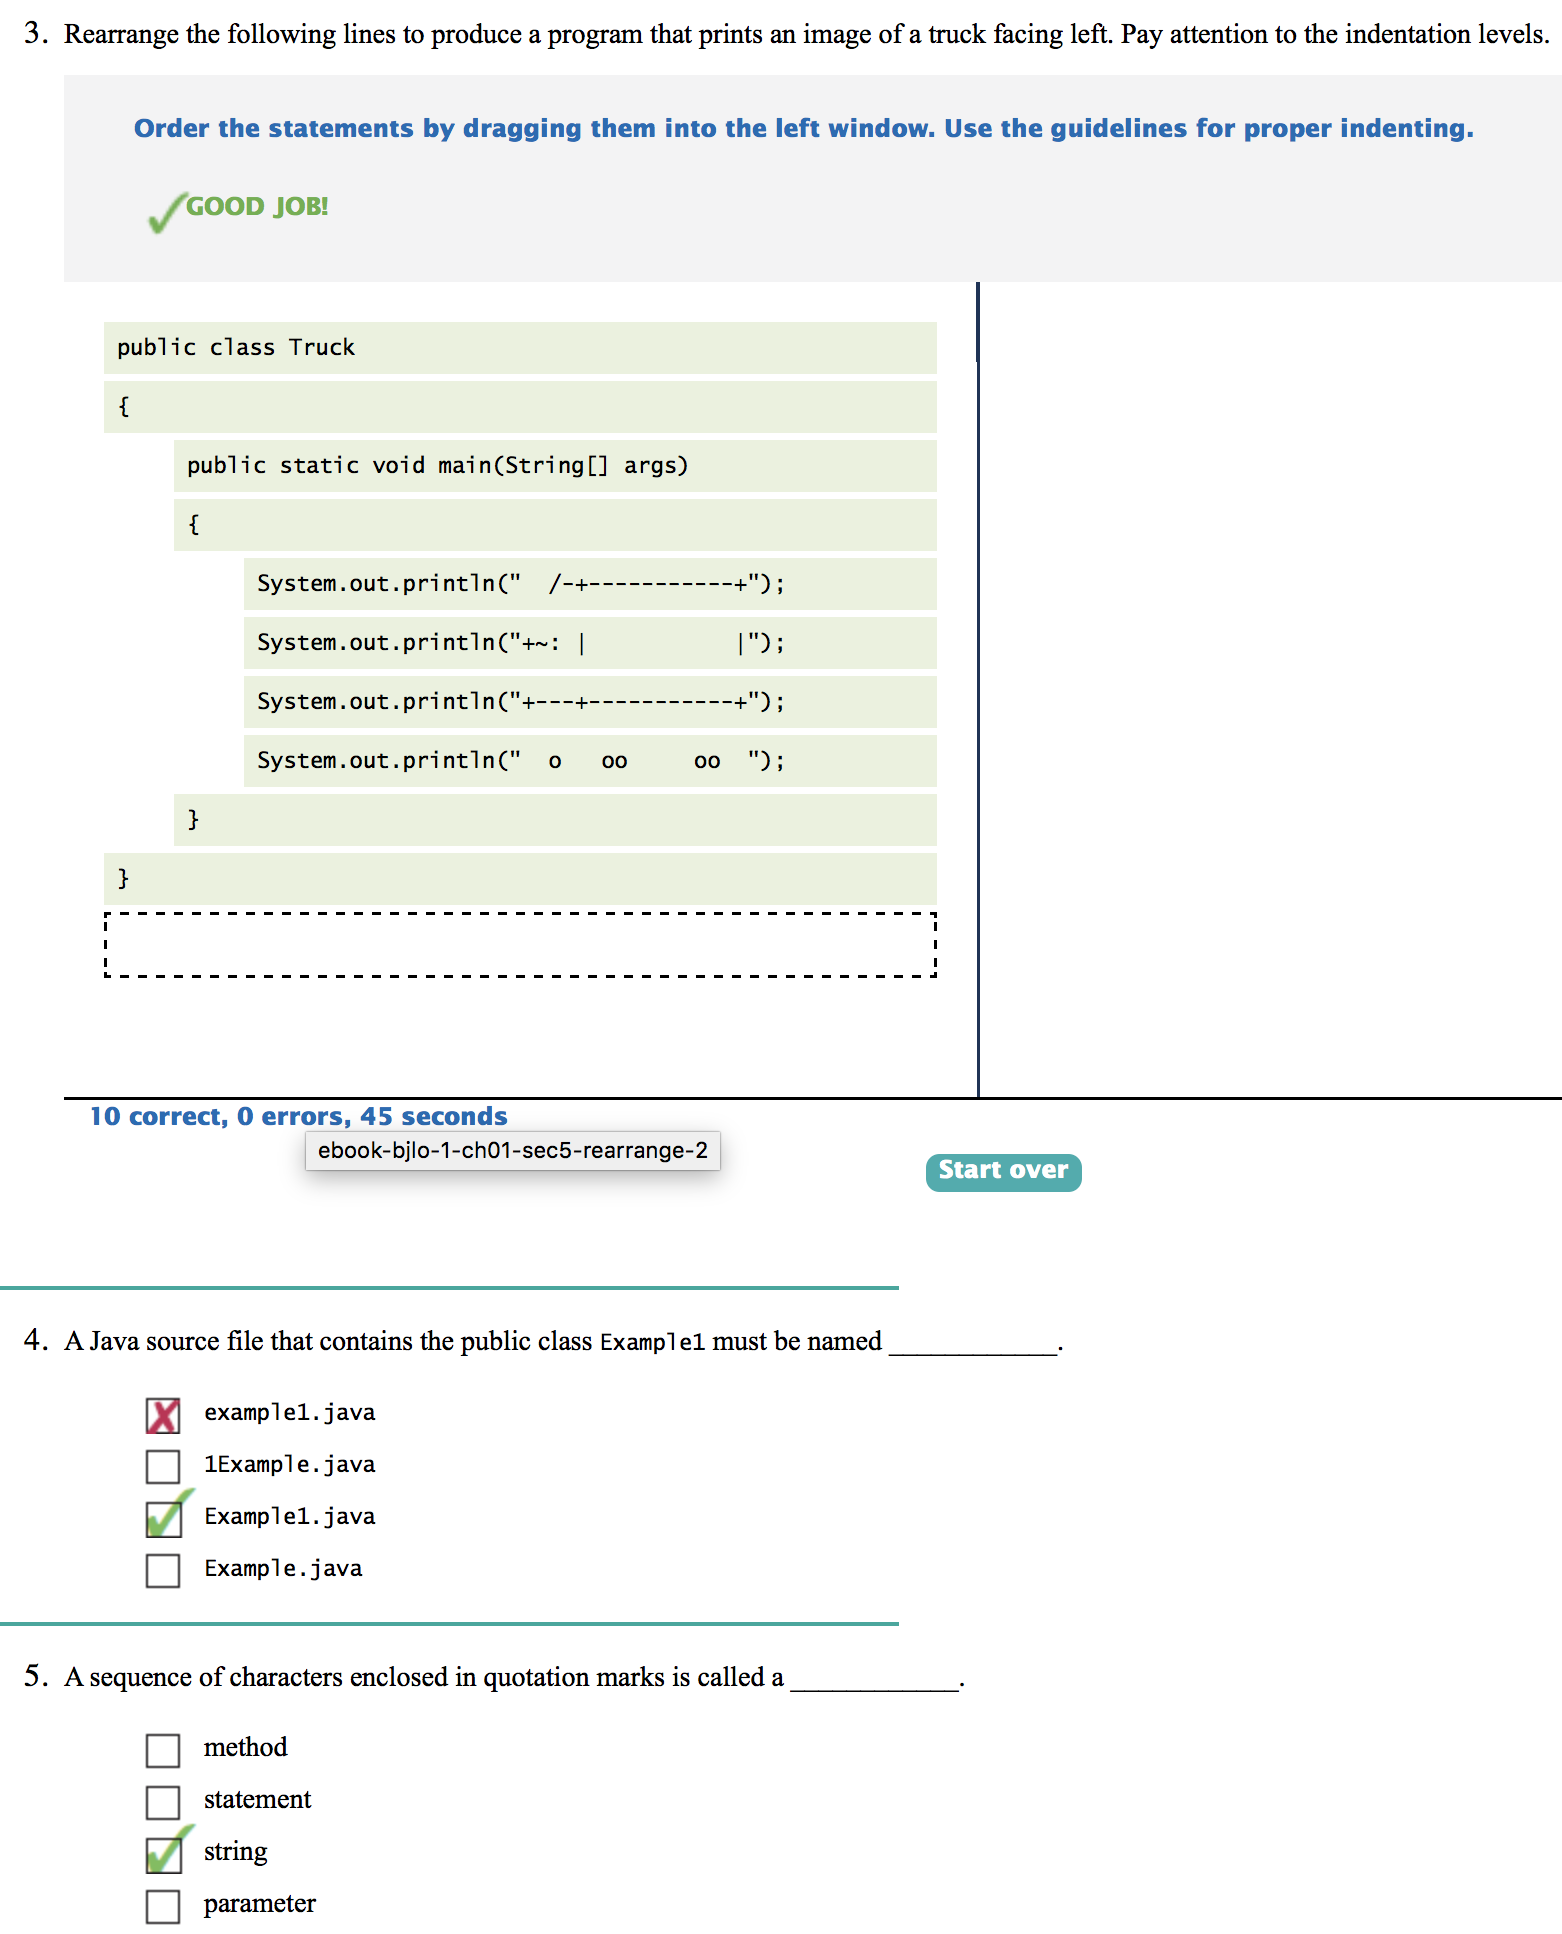 3. Rearrange the following lines to produce a program that prints an image of a truck facing left. Pay attention to the indentation levels.
Order the statements by dragging them into the left window. Use the guidelines for proper indenting.
GOOD JOB!
public class Truck
{
public static void main(String[] args)
{
System.out.println("  /-+-----------+");
System.out.println("+~: |           |");
System.out.println("+---+-----------+");
System.out.println("  o   oo     oo  ");
}
}
10 correct, 0 errors, 45 seconds
ebook-bjlo-1-ch01-sec5-rearrange-2
Start over
4. A Java source file that contains the public class Example1 must be named ____________.
example1.java
1Example.java
Example1.java
Example.java
5. A sequence of characters enclosed in quotation marks is called a ____________.
method
statement
string
parameter